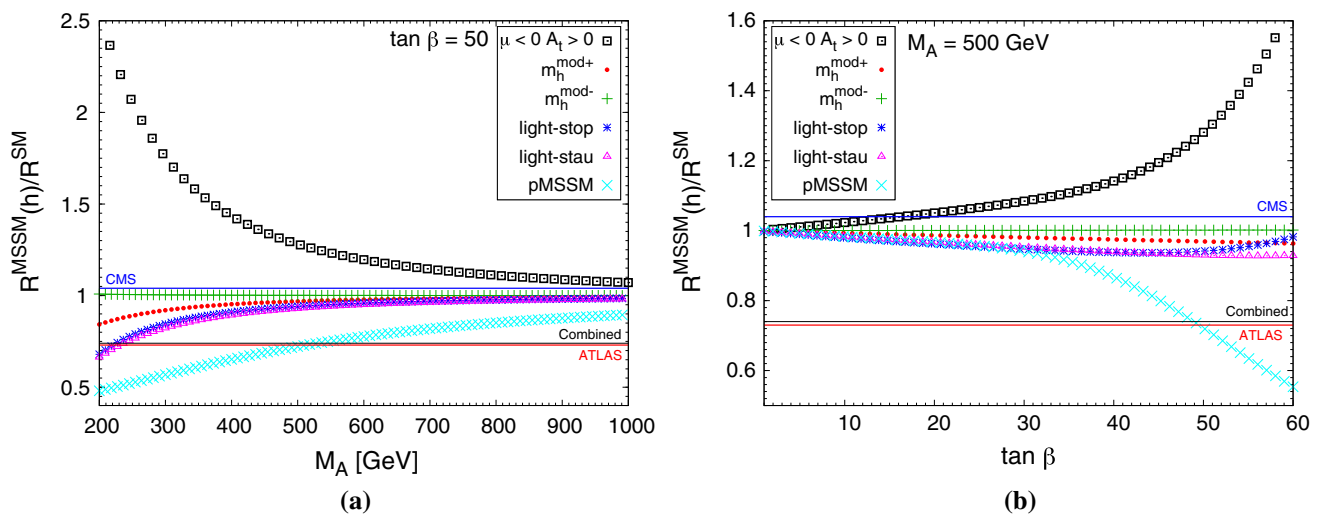 R^MSSM(h)/R^SM
2.5
2
1.5
1
0.5
200 300 400 500 600 700 800 900 1000
M_A [GeV]
tan β = 50
μ < 0 A_t > 0
m_h^mod+
m_h^mod-
light-stop
light-stau
pMSSM
CMS
Combined
ATLAS
(a)
R^MSSM(h)/R^SM
1.6
1.4
1.2
1
0.8
0.6
10 20 30 40 50 60
tan β
μ < 0 A_t > 0
m_h^mod+
m_h^mod-
light-stop
light-stau
pMSSM
M_A = 500 GeV
CMS
Combined
ATLAS
(b)